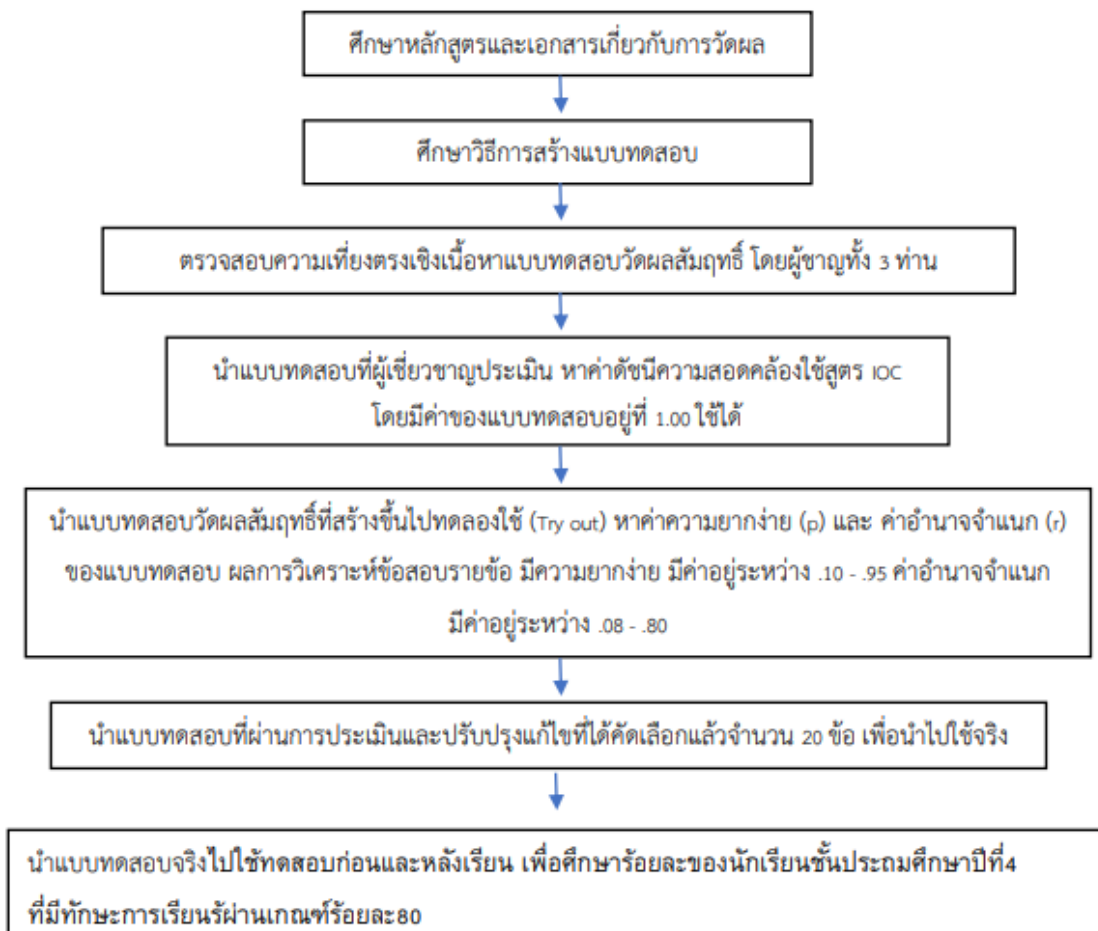 ศึกษาหลักสูตรและเอกสารเกี่ยวกับการวัดผล
ศึกษาวิธีการสร้างแบบทดสอบ
ตรวจสอบความเที่ยงตรงเชิงเนื้อหาแบบทดสอบวัดผลสัมฤทธิ์ โดยผู้ชาญทั้ง 3 ท่าน
นำแบบทดสอบที่ผู้เชี่ยวชาญประเมิน หาค่าดัชนีความสอดคล้องใช้สูตร IOC
โดยมีค่าของแบบทดสอบอยู่ที่ 1.00 ใช้ได้
นำแบบทดสอบวัดผลสัมฤทธิ์ที่สร้างขึ้นไปทดลองใช้ (Try out) หาค่าความยากง่าย (p) และ ค่าอำนาจจำแนก (r)
ของแบบทดสอบ ผลการวิเคราะห์ข้อสอบรายข้อ มีความยากง่าย มีค่าอยู่ระหว่าง .10 - .95 ค่าอำนาจจำแนก
มีค่าอยู่ระหว่าง .08 - .80
นำแบบทดสอบที่ผ่านการประเมินและปรับปรุงแก้ไขที่ได้คัดเลือกแล้วจำนวน 20 ข้อ เพื่อนำไปใช้จริง
นำแบบทดสอบจริงไปใช้ทดสอบก่อนและหลังเรียน เพื่อศึกษาร้อยละของนักเรียนชั้นประถมศึกษาปีที่4
ที่มีทักษะการเรียนรู้ผ่านเกณฑ์ร้อยละ80